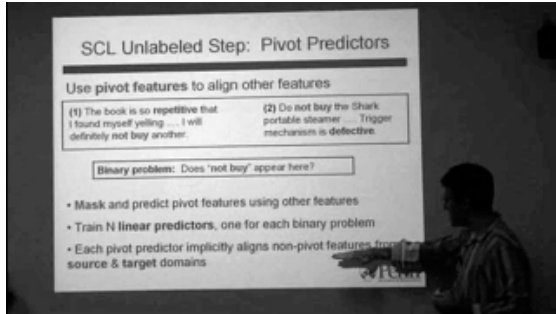 SCL Unlabeled Step: Pivot Predictors
Use pivot features to align other features
(1) The book is so repetitive that
I found myself yelling .... I will
definitely not buy another.
(2) Do not buy the Shark
portable steamer .... Trigger
mechanism is defective.
Binary problem: Does "not buy" appear here?
• Mask and predict pivot features using other features
• Train N linear predictors, one for each binary problem
• Each pivot predictor implicitly aligns non-pivot features from
source & target domains